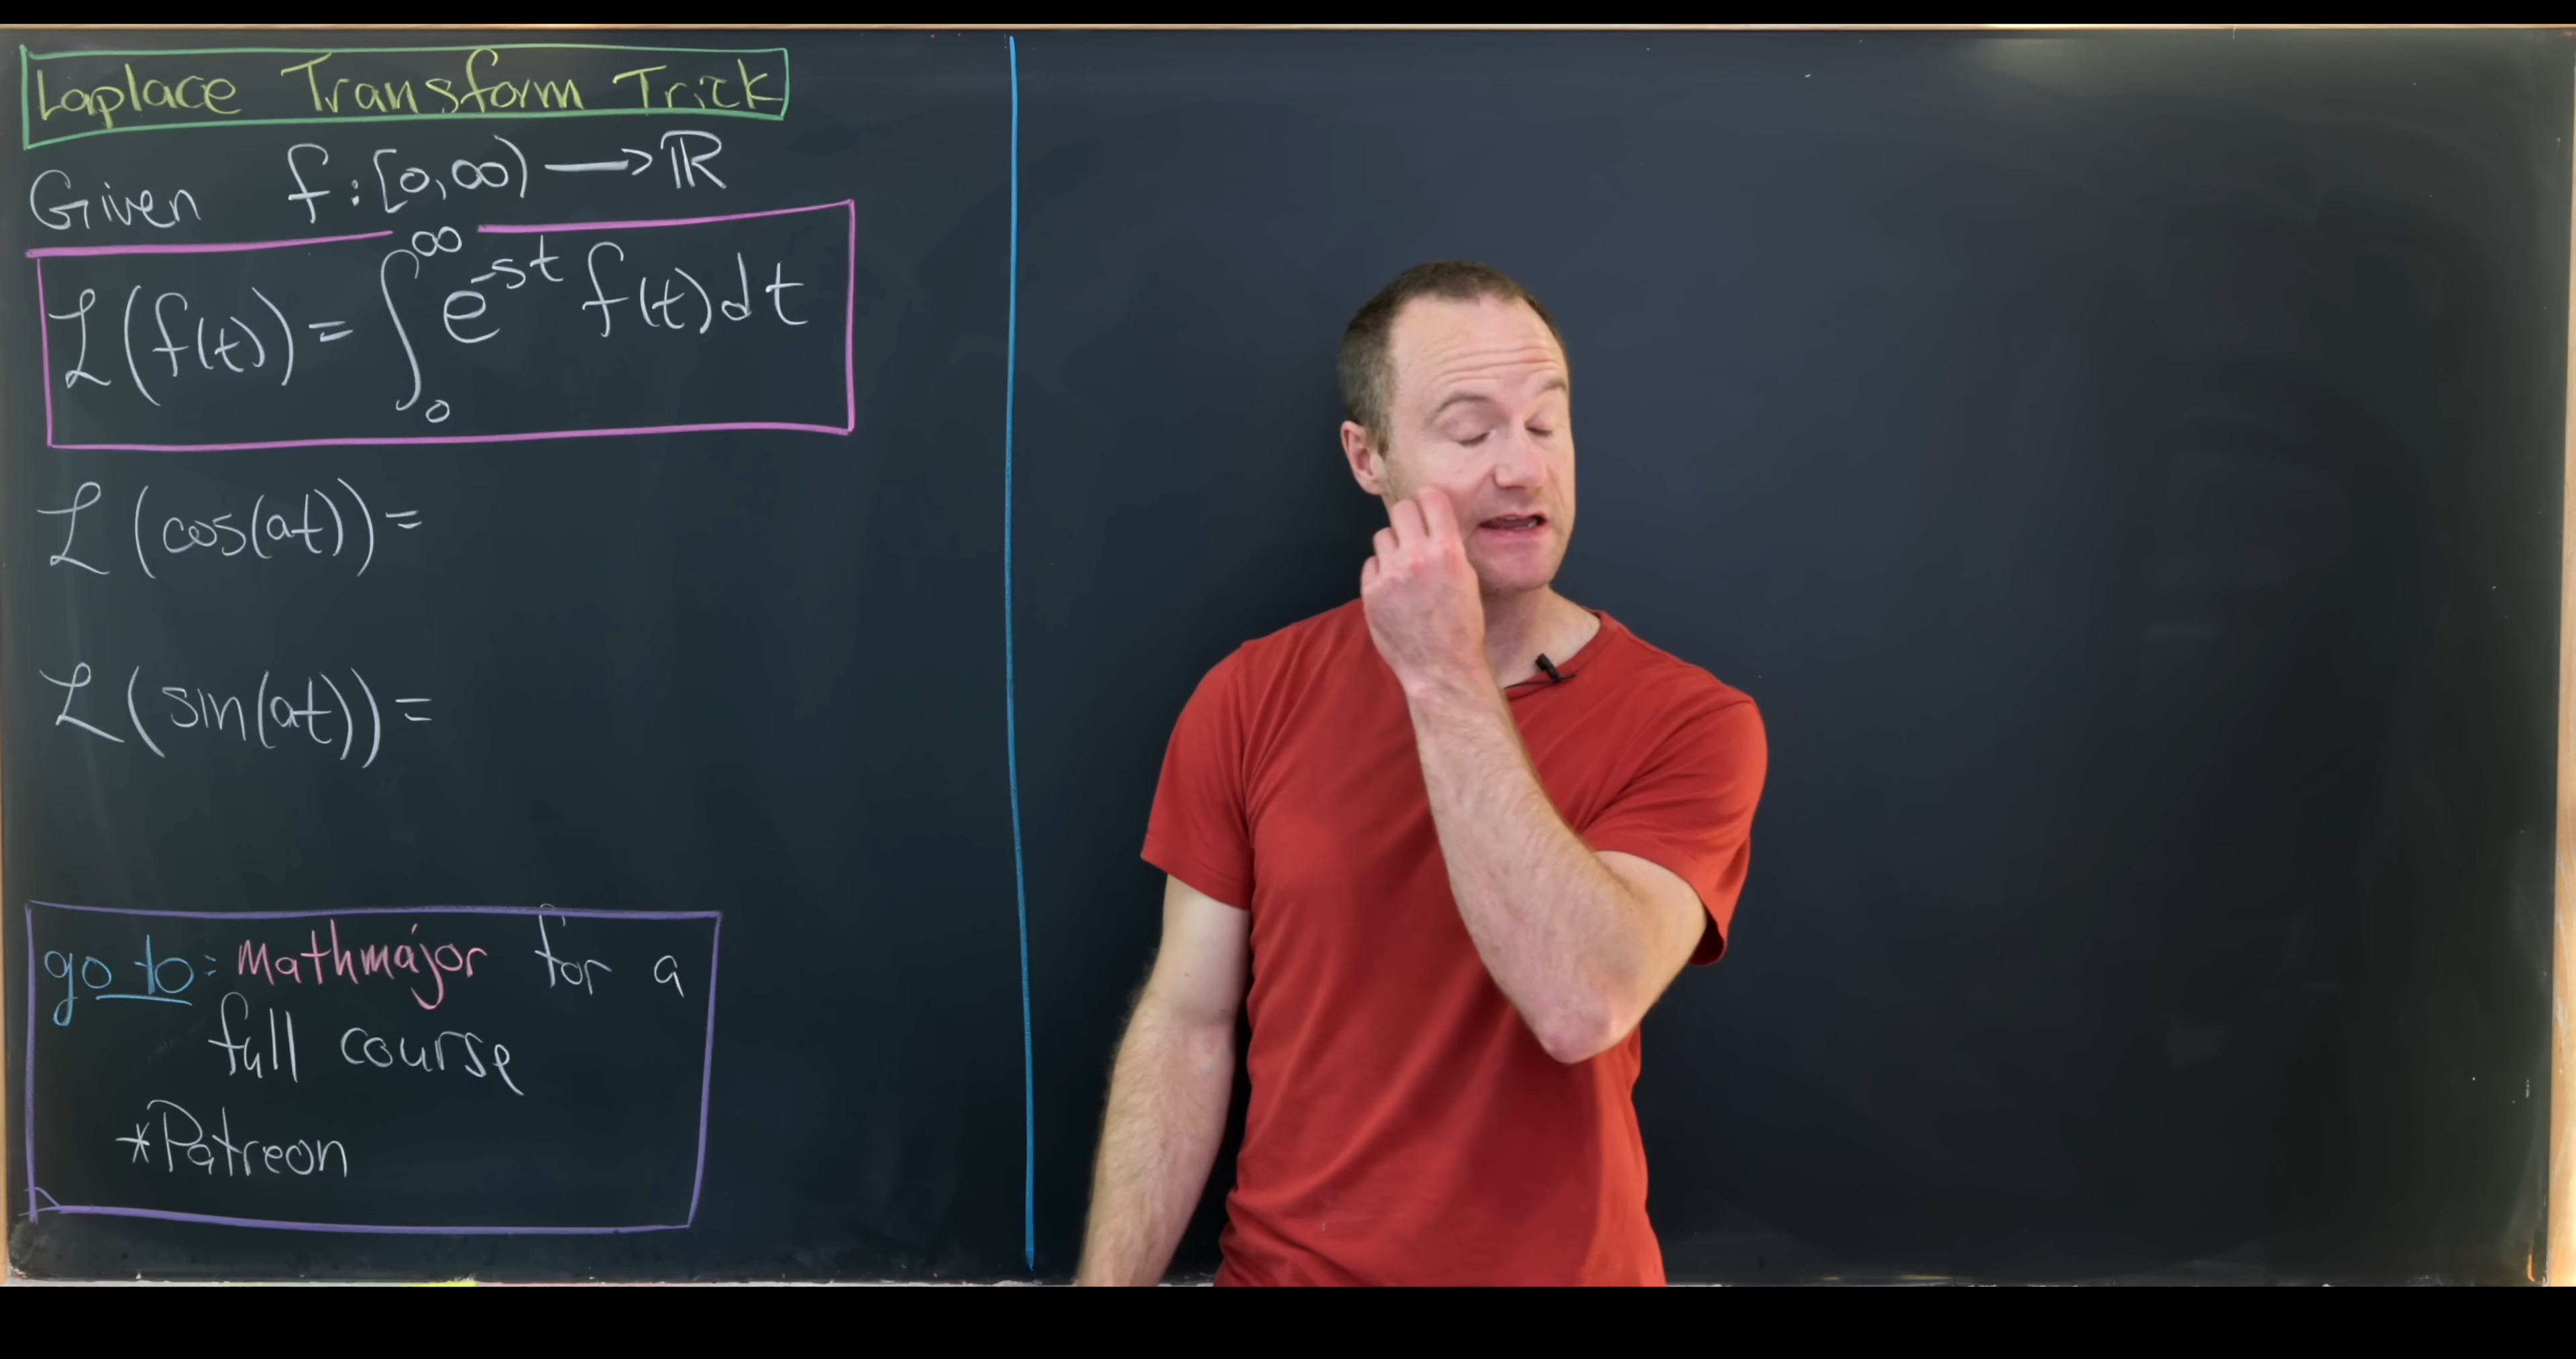 Laplace Transform Trick
Given f:[0,∞) ⟶ ℝ
ℒ(f(t)) = ∫₀^∞ e^{-st} f(t)dt
ℒ(cos(at)) =
ℒ(sin(at)) =
go to: Mathmajor for a
full course
*Patreon